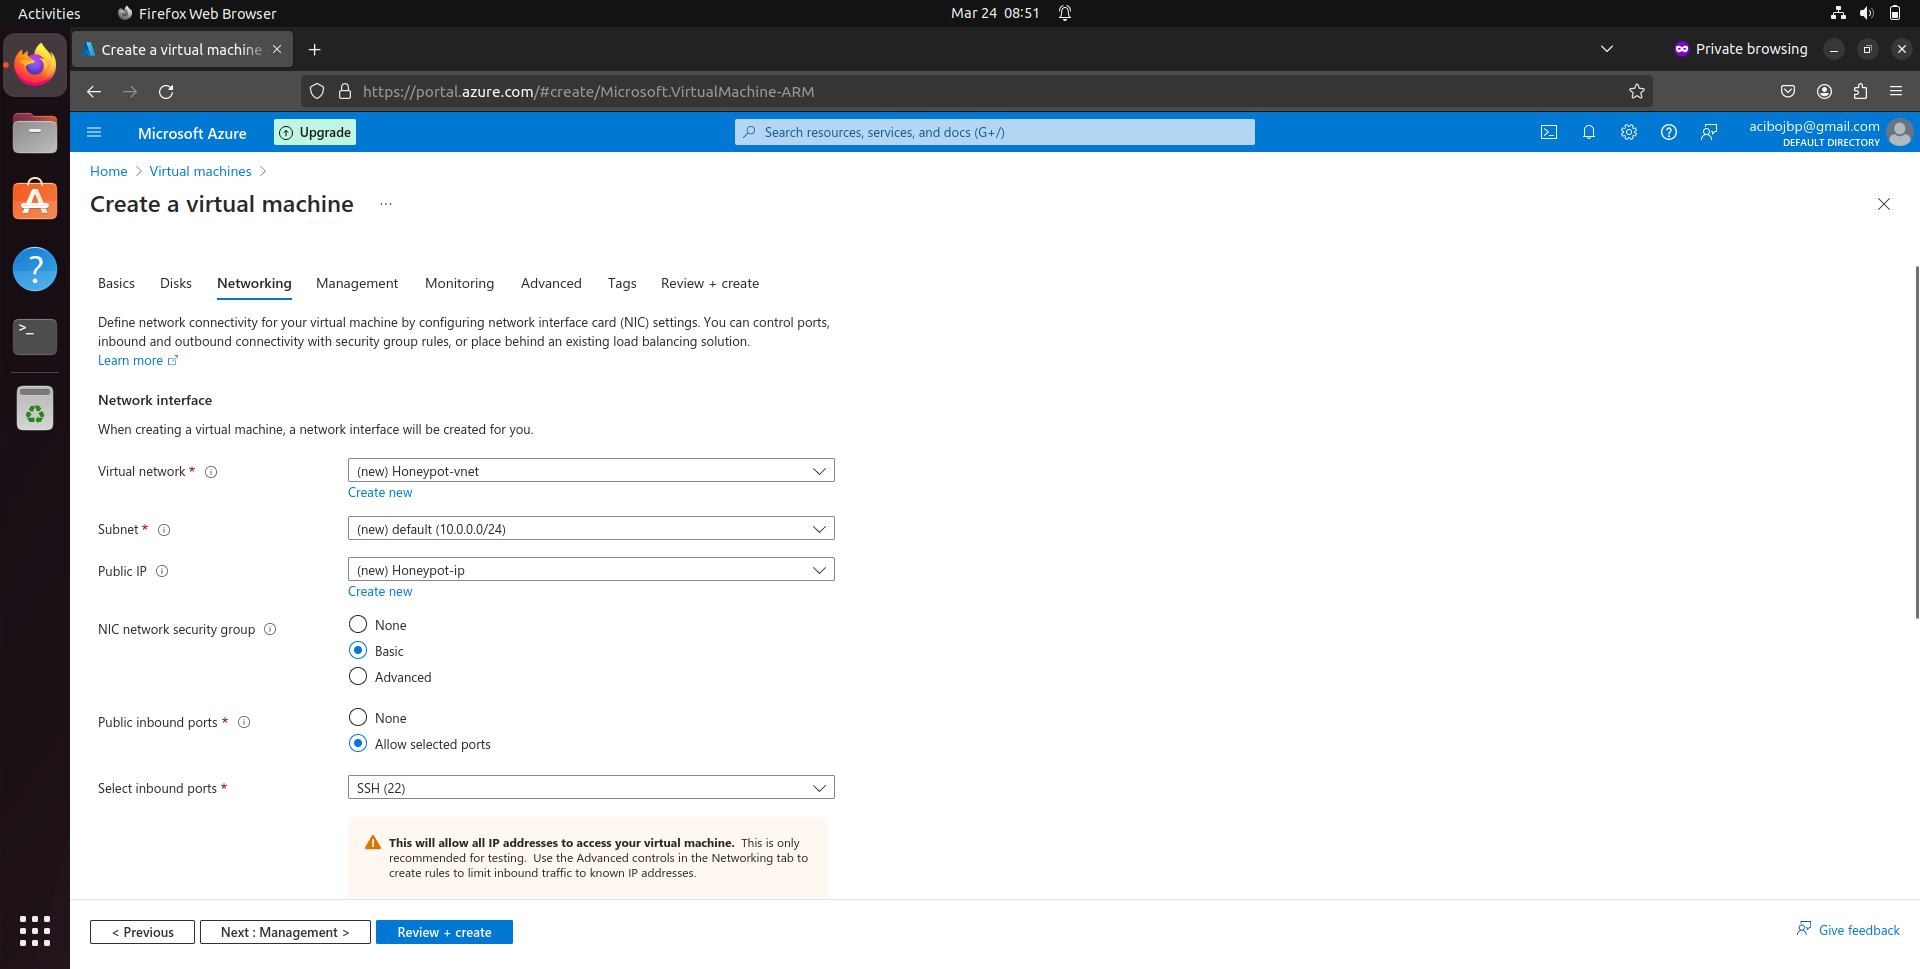 Activities
Firefox Web Browser
Mar 24 08:51
Create a virtual machine
Private browsing
https://portal.azure.com/#create/Microsoft.VirtualMachine-ARM
Microsoft Azure
Upgrade
Search resources, services, and docs (G+/)
acibojbp@gmail.com
DEFAULT DIRECTORY
Home > Virtual machines >
Create a virtual machine ...
Basics
Disks
Networking
Management
Monitoring
Advanced
Tags
Review + create
Define network connectivity for your virtual machine by configuring network interface card (NIC) settings. You can control ports,
inbound and outbound connectivity with security group rules, or place behind an existing load balancing solution.
Learn more
Network interface
When creating a virtual machine, a network interface will be created for you.
Virtual network *
(new) Honeypot-vnet
Create new
Subnet *
(new) default (10.0.0.0/24)
Public IP
(new) Honeypot-ip
Create new
NIC network security group
None
Basic
Advanced
Public inbound ports *
None
Allow selected ports
Select inbound ports *
SSH (22)
This will allow all IP addresses to access your virtual machine. This is only
recommended for testing. Use the Advanced controls in the Networking tab to
create rules to limit inbound traffic to known IP addresses.
< Previous
Next : Management >
Review + create
Give feedback